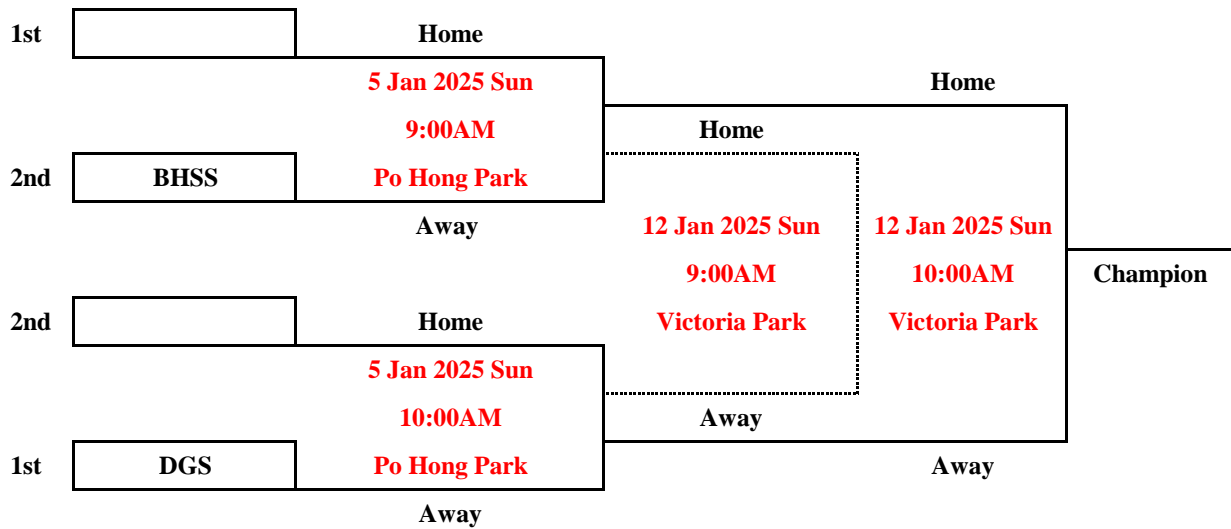 1st
Home
5 Jan 2025 Sun
Home
9:00AM
Home
2nd BHSS
Po Hong Park
Away
12 Jan 2025 Sun
12 Jan 2025 Sun
9:00AM
10:00AM
Champion
2nd
Home
Victoria Park
Victoria Park
5 Jan 2025 Sun
10:00AM
Away
1st DGS
Po Hong Park
Away
Away